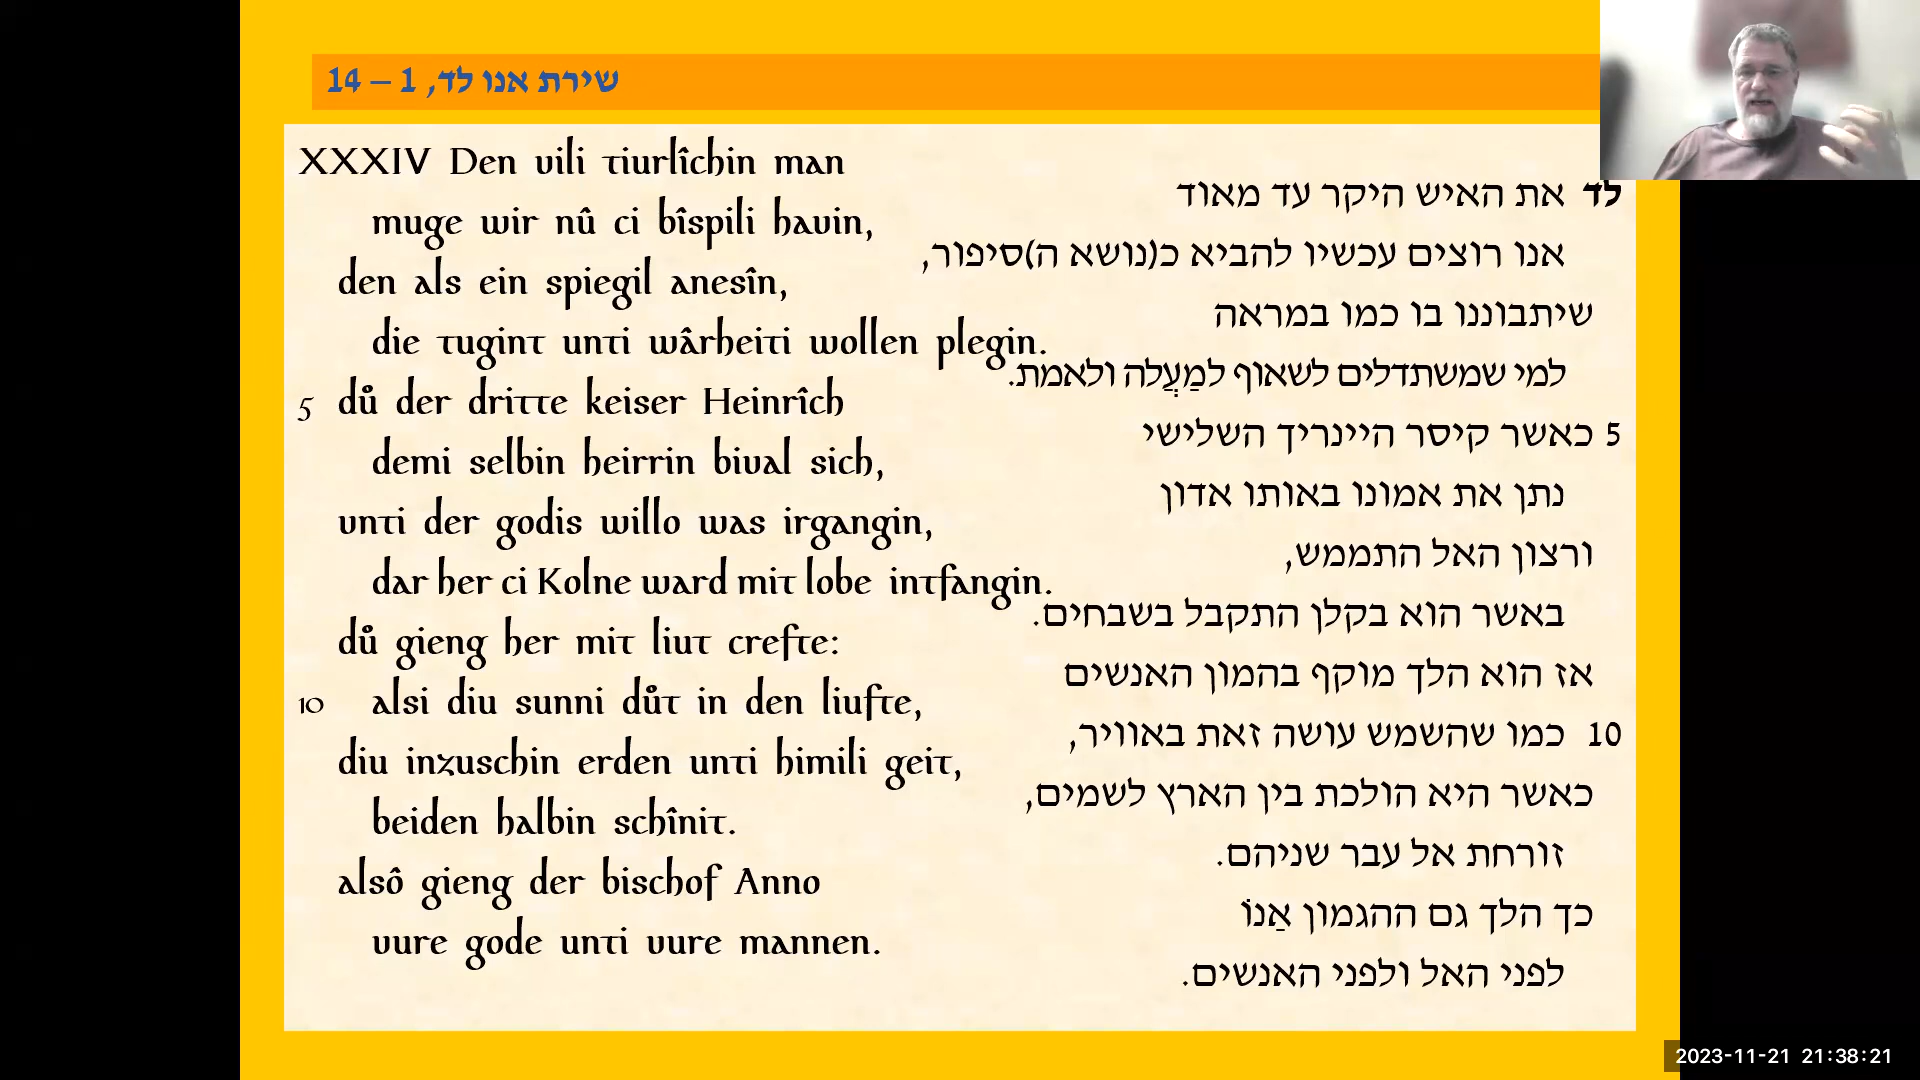 שירת אנו לד, 1 – 14
XXXIV Den vili tiurlîchin man
muge wir nû ci bîspili havin,
den als ein spiegil anesîn,
die tugint unti wârheiti wollen plegin.
5 dů der dritte keiser Heinrîch
demi selbin heirrin bival sich,
unti der godis willo was irgangin,
dar her ci Kolne ward mit lobe intfangin.
dů gieng her mit liut crefte:
10 alsi diu sunni důt in den liufte,
diu inzuschin erden unti himili geit,
beiden halbin schînit.
alsô gieng der bischof Anno
vure gode unti vure mannen.
לד את האיש היקר עד מאוד
אנו רוצים עכשיו להביא כ(נושא ה)סיפור,
שיתבוננו בו כמו במראה
למי שמשתדלים לשאוף למַעֲלה ולאמת.
5 כאשר קיסר היינריך השלישי
נתן את אמונו באותו אדון
ורצון האל התממש,
באשר הוא בקלן התקבל בשבחים.
אז הוא הלך מוקף בהמון האנשים
10 כמו שהשמש עושה זאת באוויר,
כאשר היא הולכת בין הארץ לשמים,
זורחת אל עבר שניהם.
כך הלך גם ההגמון אַנוֹ
לפני האל ולפני האנשים.
2023-11-21 21:38:21